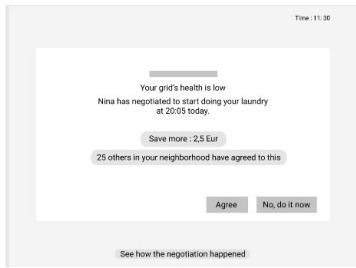 Time : 11: 30
Your grid's health is low
Nina has negotiated to start doing your laundry
at 20:05 today.
Save more : 2,5 Eur
25 others in your neighborhood have agreed to this
Agree
No, do it now
See how the negotiation happened